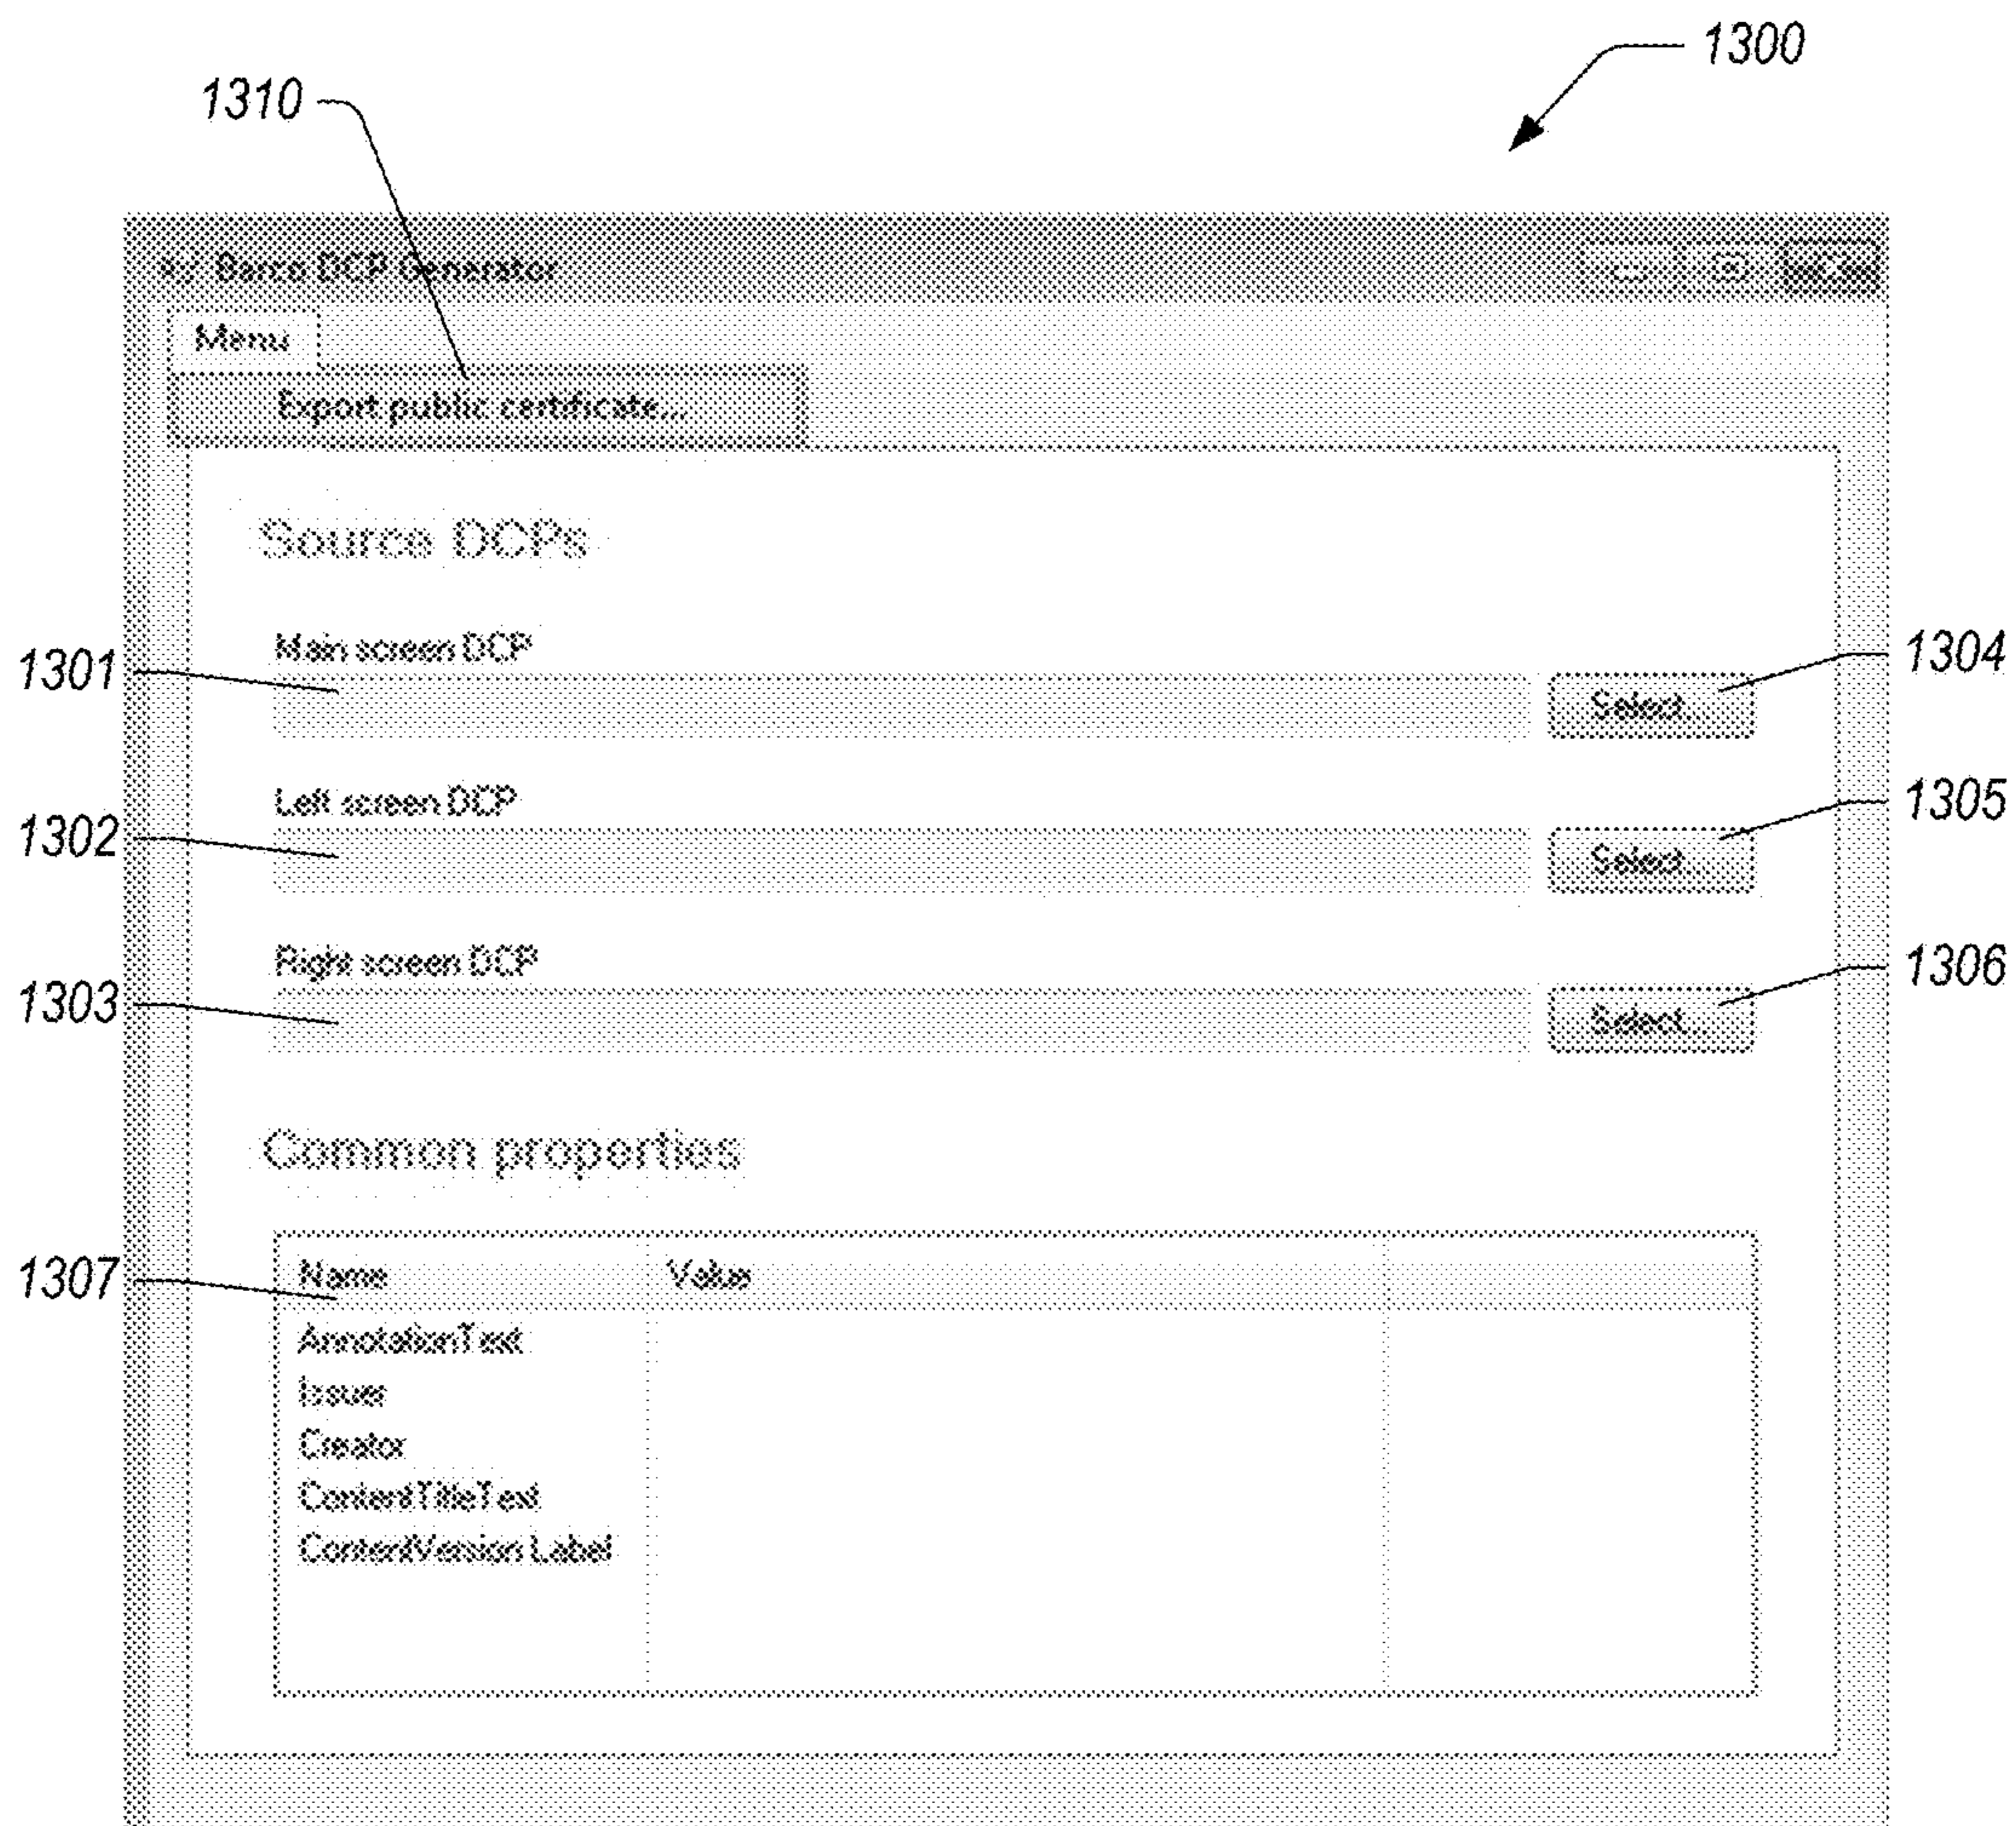 1300
1310
Barco DCP Generator
Menu
Export public certificate...
Source DCPs
Main screen DCP
1301
1304
Select...
Left screen DCP
1302
1305
Select...
Right screen DCP
1303
1306
Select...
Common properties
1307
Name Value
AnnotationText
Issuer
Creator
ContentTitleText
ContentVersion Label